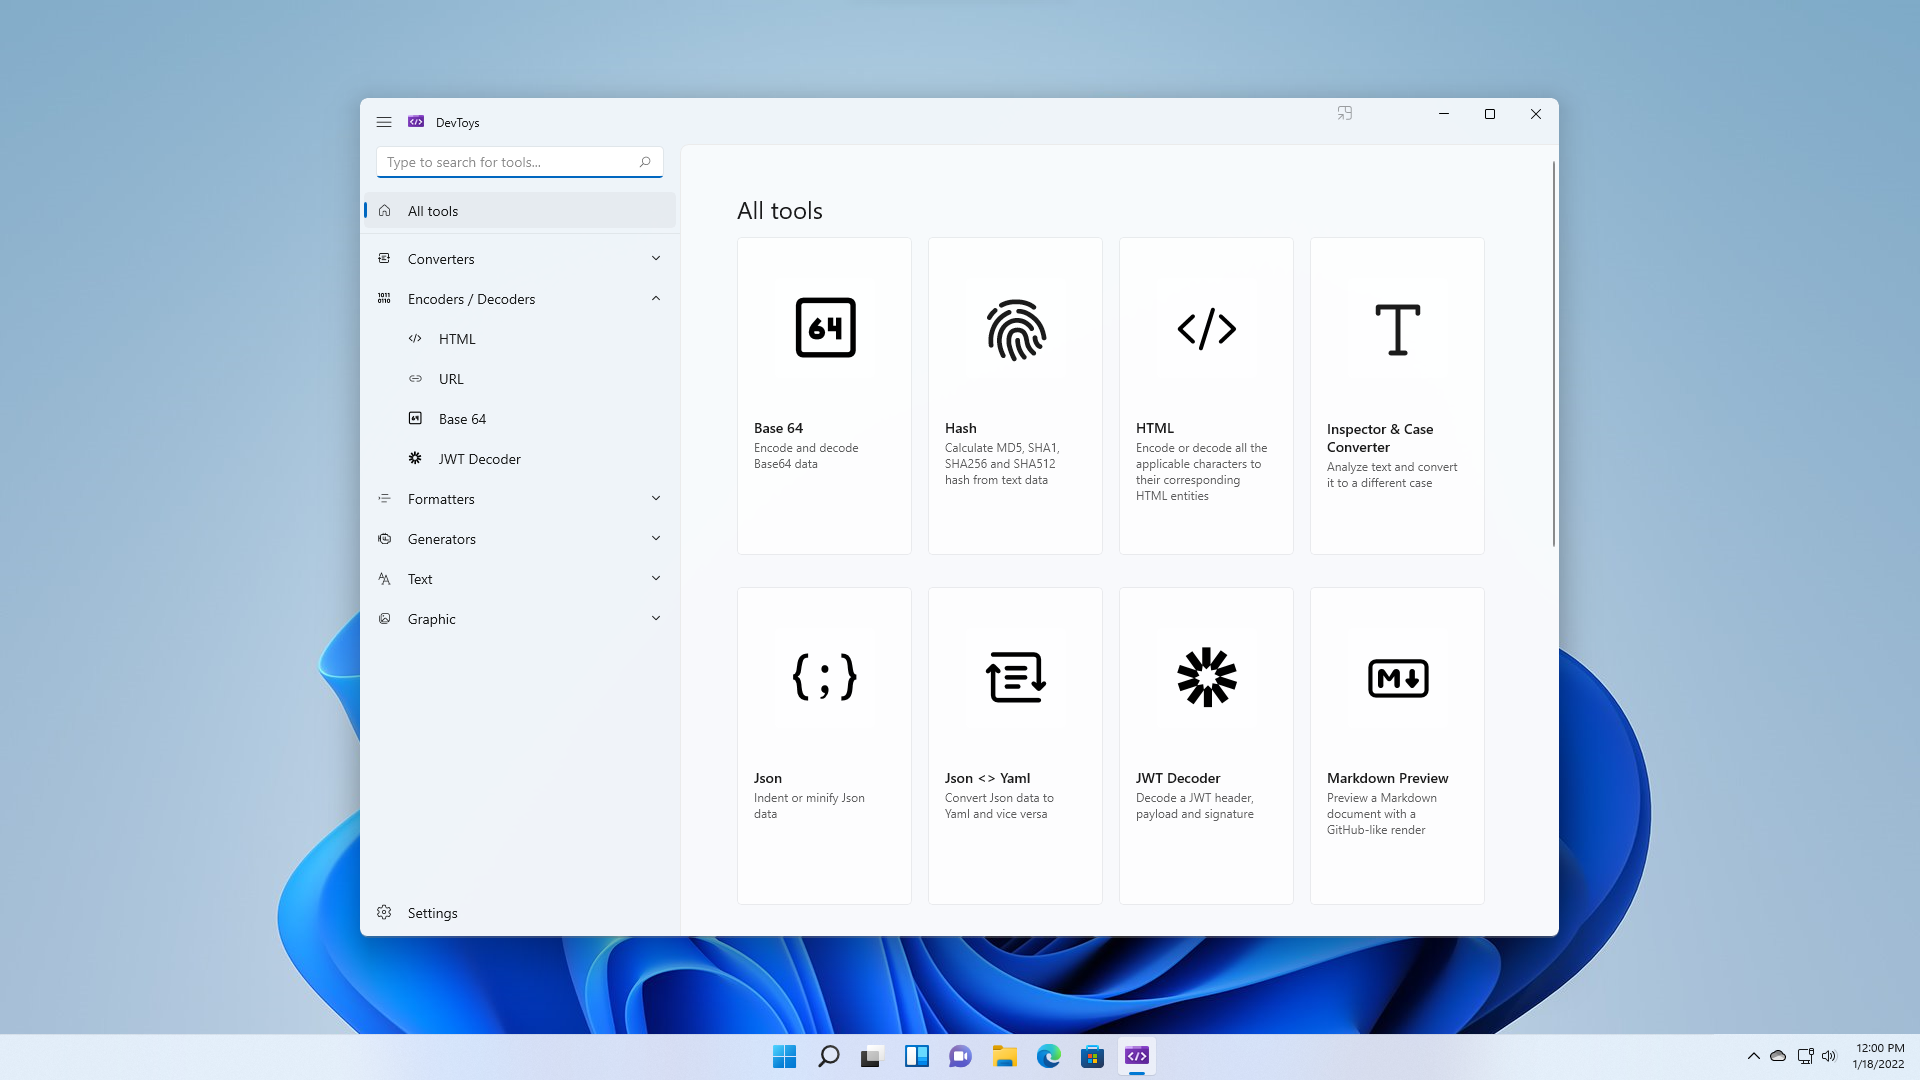 DevToys
Type to search for tools...
All tools
Converters
Encoders / Decoders
HTML
URL
Base 64
JWT Decoder
Formatters
Generators
Text
Graphic
Settings
All tools
64
Base 64
Encode and decode
Base64 data
Hash
Calculate MD5, SHA1,
SHA256 and SHA512
hash from text data
</>
HTML
Encode or decode all the
applicable characters to
their corresponding
HTML entities
T
Inspector & Case
Converter
Analyze text and convert
it to a different case
{;}
Json
Indent or minify Json
data
Json <> Yaml
Convert Json data to
Yaml and vice versa
JWT Decoder
Decode a JWT header,
payload and signature
M
Markdown Preview
Preview a Markdown
document with a
GitHub-like render
12:00 PM
1/18/2022